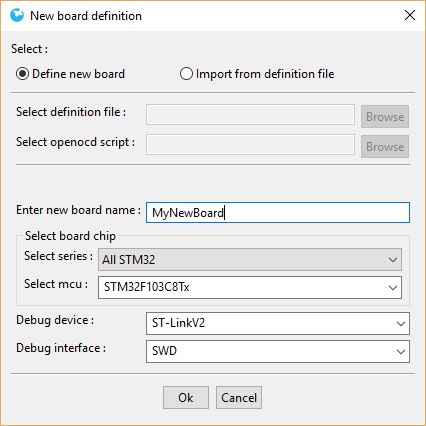 New board definition
Select :
Define new board Import from definition file
Select definition file : Browse
Select openocd script : Browse
Enter new board name : MyNewBoard
Select board chip
Select series : All STM32
Select mcu : STM32F103C8Tx
Debug device : ST-LinkV2
Debug interface : SWD
Ok Cancel